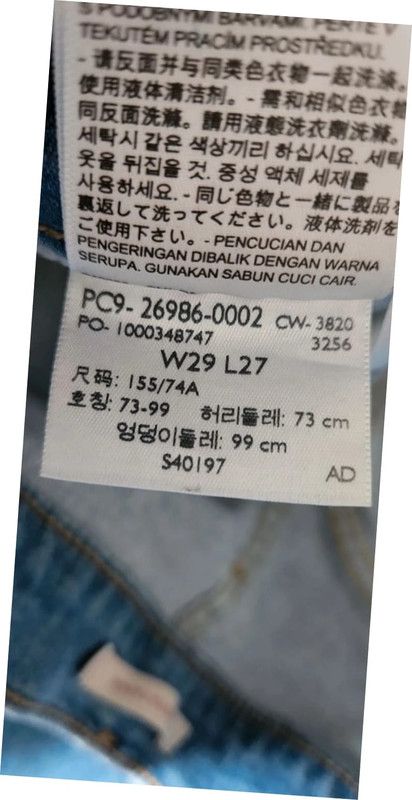 S PODOBNÝMI BARVAMI. PERTE V
TEKUTÉM PRACÍM PROSTŘEDKU.
- 请反面并与同类色衣物一起洗涤。
使用液体清洁剂。- 需和相似色衣物
同反面洗滌。請用液態洗衣劑洗滌。
세탁시 같은 색상끼리 하십시요. 세탁
옷을 뒤집을 것. 중성 액체 세제를
사용하세요. - 同じ色物と一緒に製品を
裏返して洗ってください。液体洗剤を
ご使用下さい。- PENCUCIAN DAN
PENGERINGAN DIBALIK DENGAN WARNA
SERUPA. GUNAKAN SABUN CUCI CAIR.
PC9- 26986-0002 CW- 3820
PO- 1000348747 3256
W29 L27
尺码: 155/74A
호칭: 73-99 허리둘레: 73 cm
엉덩이둘레: 99 cm
S40197
AD